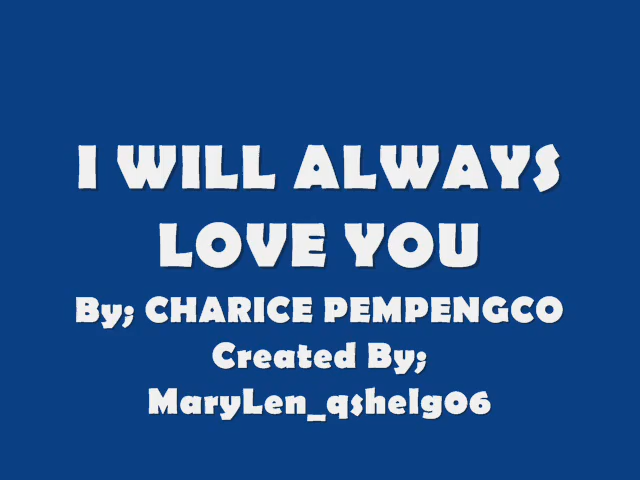 I WILL ALWAYS
LOVE YOU
By; CHARICE PEMPENGCO
Created By;
MaryLen_qshelg06